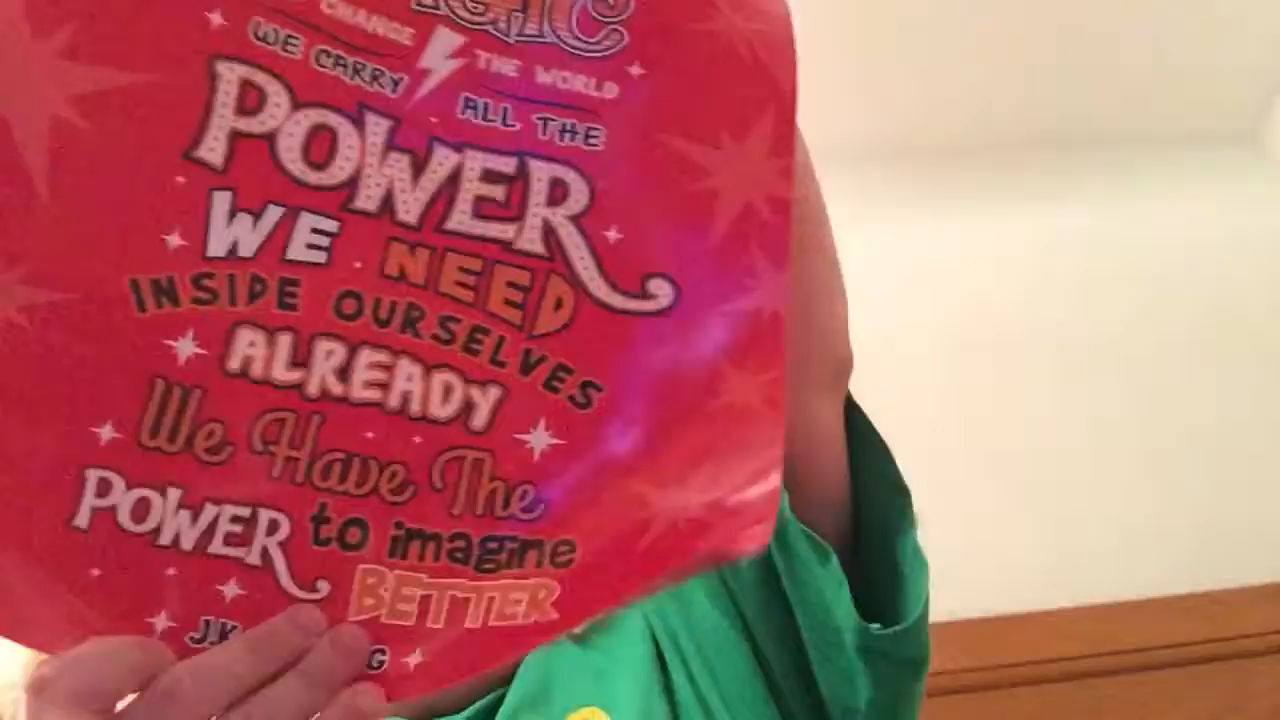 CHANGE THE WORLD
WE CARRY ALL THE
POWER
WE NEED
INSIDE OURSELVES
ALREADY
We Have The
POWER to imagine
BETTER
J.K